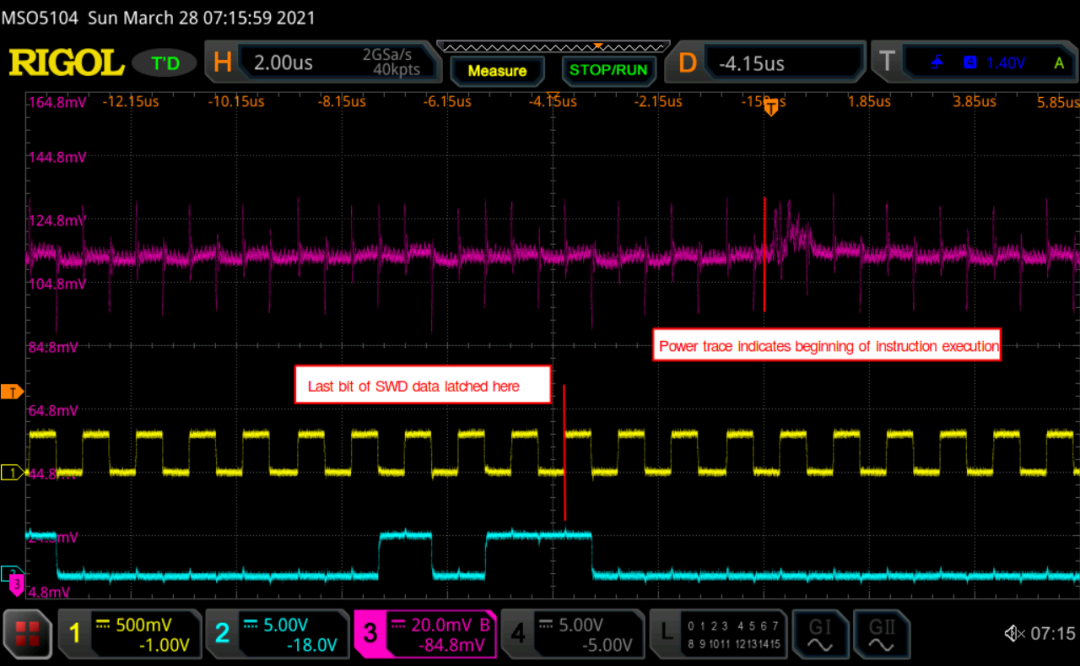 MSO5104 Sun March 28 07:15:59 2021
RIGOL T'D H 2.00us 2GSa/s 40kpts Measure STOP/RUN D -4.15us T 1.40V A
164.8mV -12.15us -10.15us -8.15us -6.15us -4.15us -2.15us 1.85us 3.85us 5.85us
T
144.8mV
124.8mV
104.8mV
84.8mV
Power trace indicates beginning of instruction execution
Last bit of SWD data latched here
T
64.8mV
1 44.8
3
4.8mV
1 500mV -1.00V 2 5.00V -18.0V 3 20.0mV B -84.8mV 4 5.00V -5.00V L 0 1 2 3 4 5 6 7 GI GII 07:15
8 9 10 11 12 13 14 15